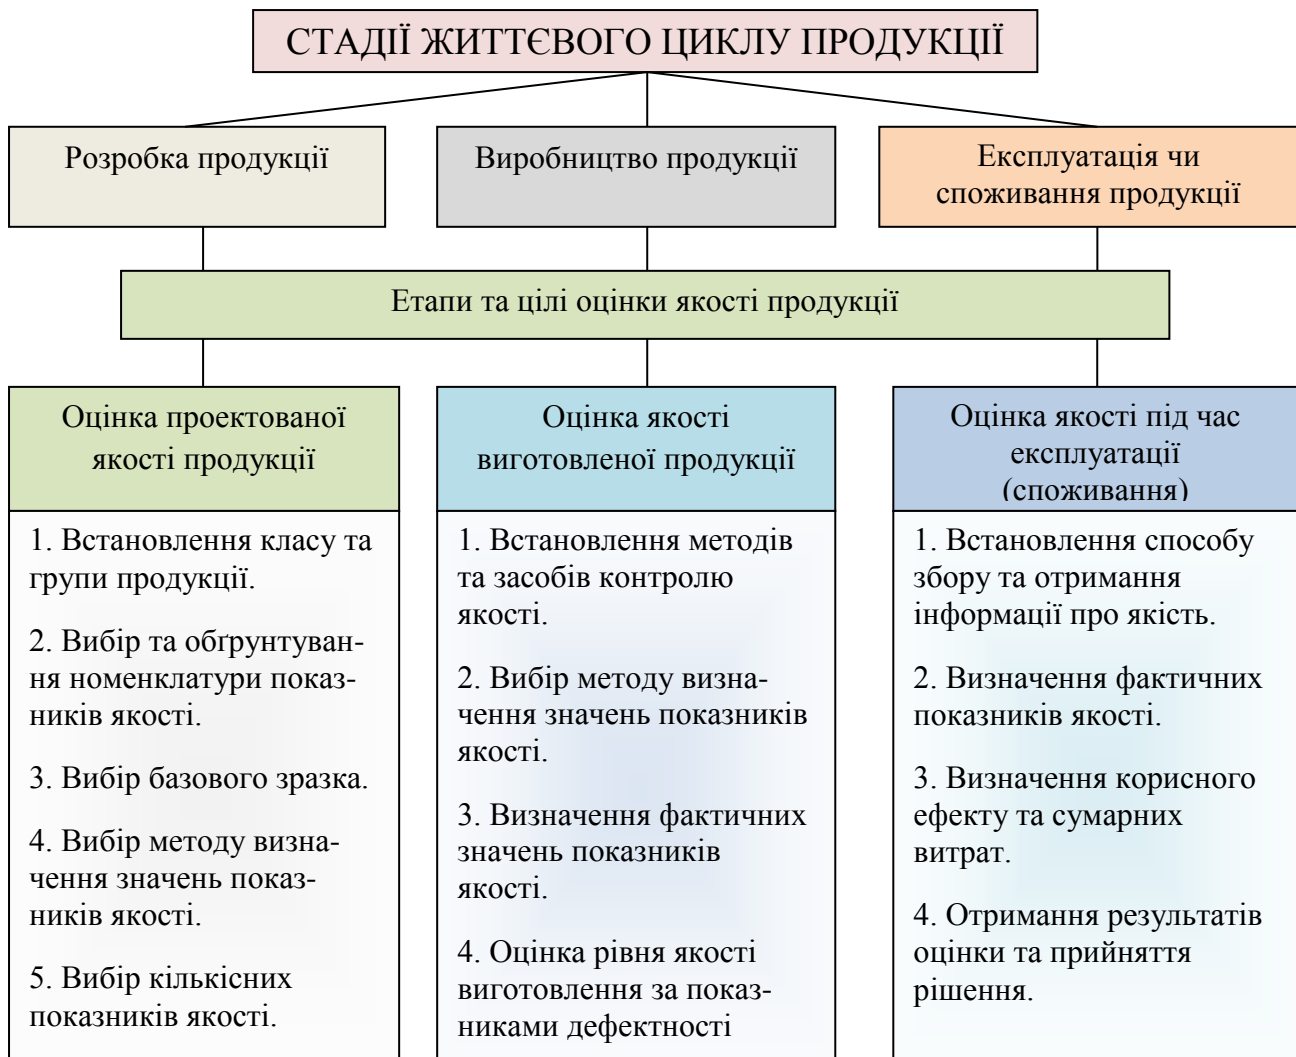 СТАДІЇ ЖИТТЄВОГО ЦИКЛУ ПРОДУКЦІЇ
Розробка продукції
Виробництво продукції
Експлуатація чи
споживання продукції
Етапи та цілі оцінки якості продукції
Оцінка проектованої
якості продукції
1. Встановлення класу та
групи продукції.
2. Вибір та обґрунтуван-
ня номенклатури показ-
ників якості.
3. Вибір базового зразка.
4. Вибір методу визна-
чення значень показ-
ників якості.
5. Вибір кількісних
показників якості.
Оцінка якості
виготовленої продукції
1. Встановлення методів
та засобів контролю
якості.
2. Вибір методу визна-
чення значень показників
якості.
3. Визначення фактичних
значень показників
якості.
4. Оцінка рівня якості
виготовлення за показ-
никами дефектності
Оцінка якості під час
експлуатації
(споживання)
1. Встановлення способу
збору та отримання
інформації про якість.
2. Визначення фактичних
показників якості.
3. Визначення корисного
ефекту та сумарних
витрат.
4. Отримання результатів
оцінки та прийняття
рішення.